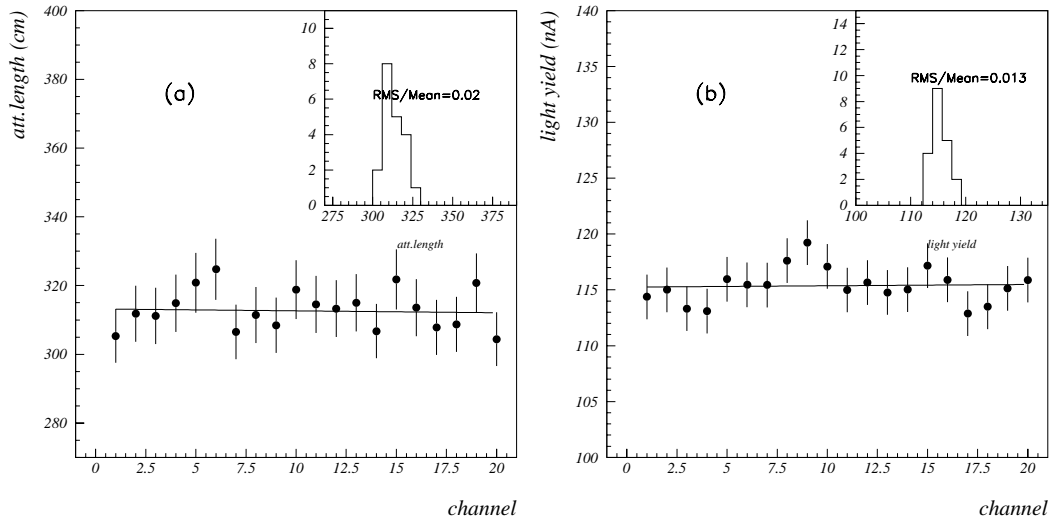 att.length (cm)
400
380
360
340
320
300
280
(a)
10
8
6
4
2
0
RMS/Mean=0.02
275 300 325 350 375
att.length
0 2.5 5 7.5 10 12.5 15 17.5 20
channel
light yield (nA)
140
135
130
125
120
115
110
105
100
(b)
14
12
10
8
6
4
2
0
RMS/Mean=0.013
100 110 120 130
light yield
0 2.5 5 7.5 10 12.5 15 17.5 20
channel